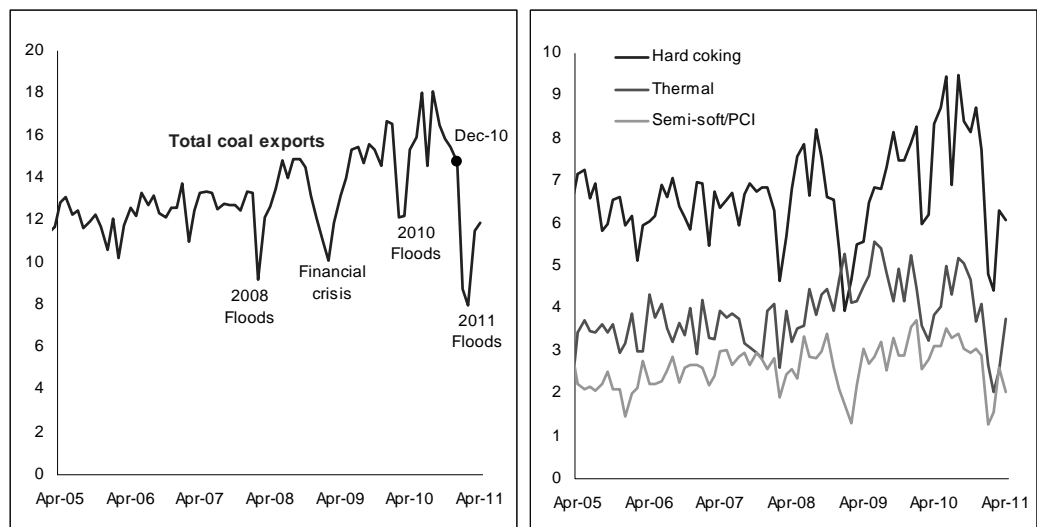 20
18
16
14
12
10
8
6
4
2
0
Total coal exports
Dec-10
2008
Floods
Financial
crisis
2010
Floods
2011
Floods
Apr-05 Apr-06 Apr-07 Apr-08 Apr-09 Apr-10 Apr-11
10
9
8
7
6
5
4
3
2
1
0
Hard coking
Thermal
Semi-soft/PCI
Apr-05 Apr-06 Apr-07 Apr-08 Apr-09 Apr-10 Apr-11